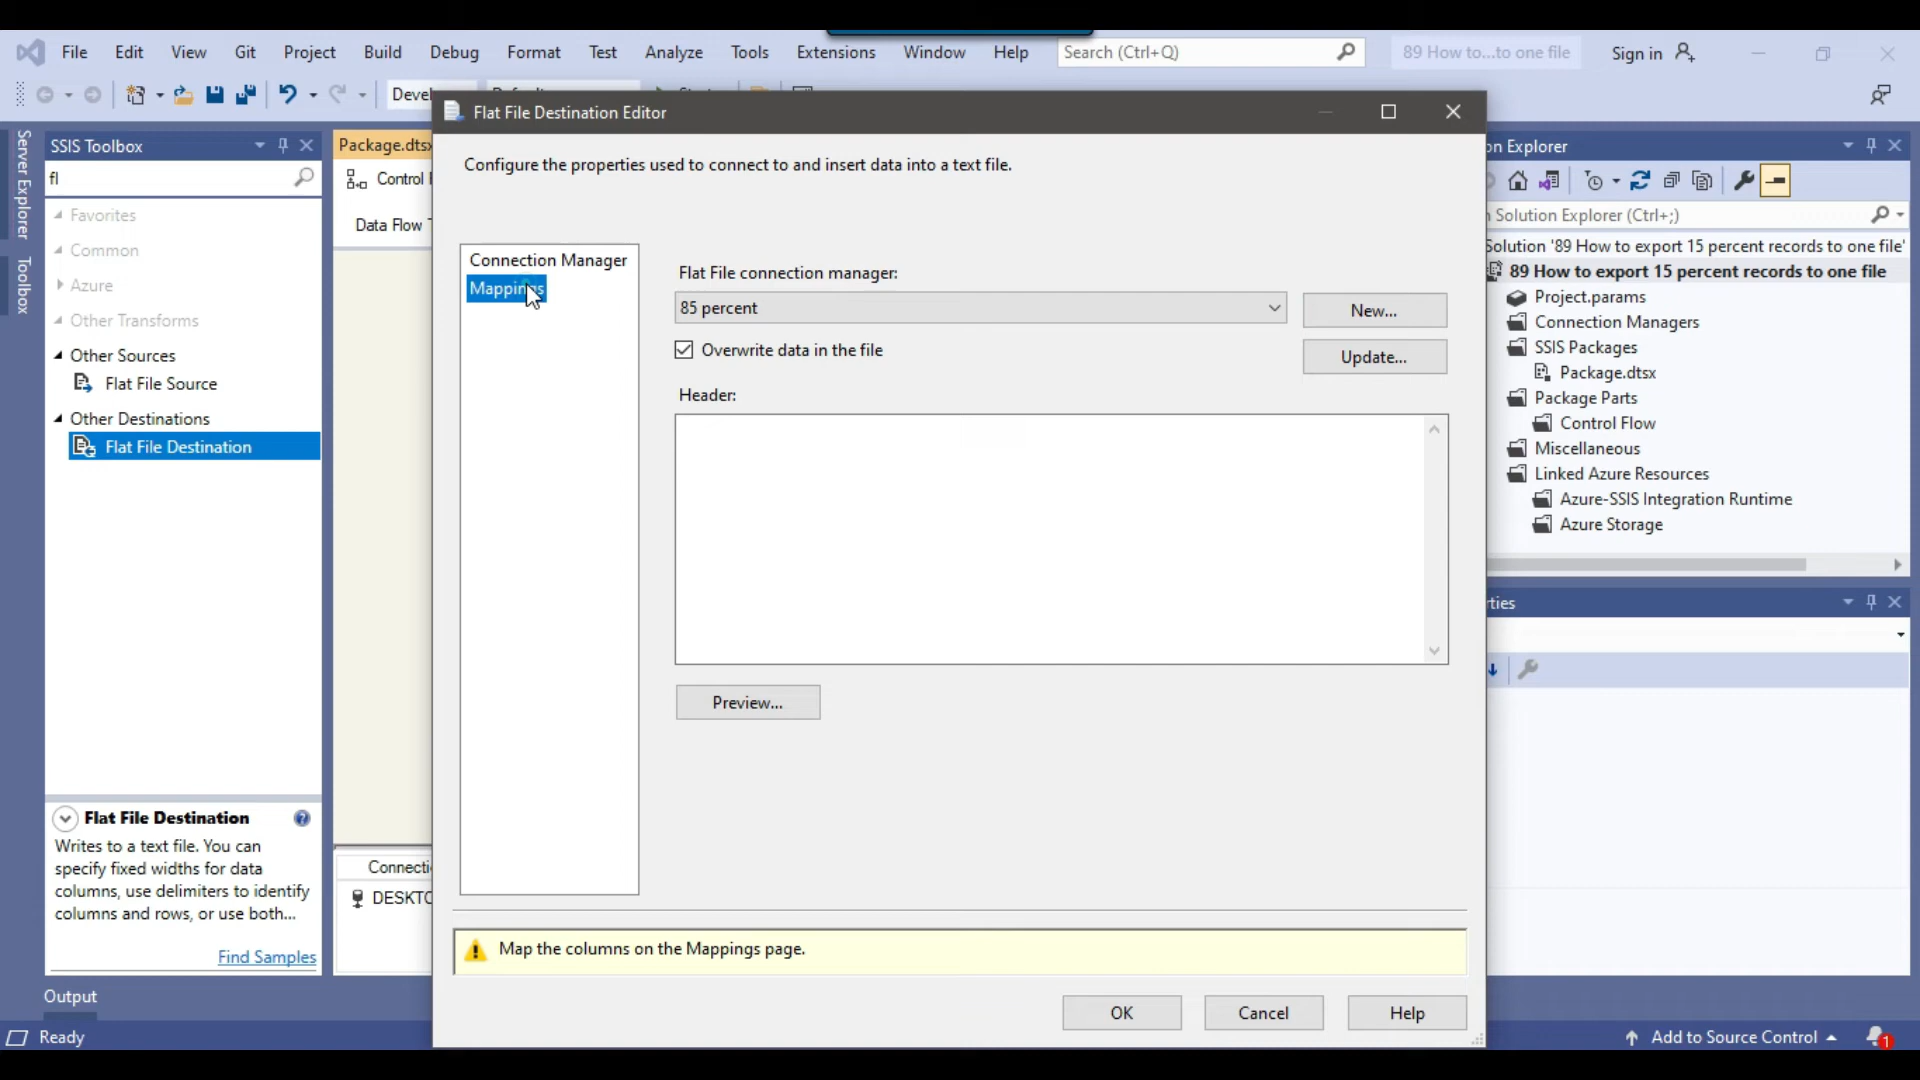 File Edit View Git Project Build Debug Format Test Analyze Tools Extensions Window Help Search (Ctrl+Q) 89 How to...to one file Sign in
Flat File Destination Editor
Configure the properties used to connect to and insert data into a text file.
Connection Manager
Mappings
Flat File connection manager:
85 percent
New...
Overwrite data in the file
Update...
Header:
Preview...
Map the columns on the Mappings page.
OK Cancel Help
Server Explorer
Toolbox
SSIS Toolbox
fl
Favorites
Common
Azure
Other Transforms
Other Sources
Flat File Source
Other Destinations
Flat File Destination
Flat File Destination
Writes to a text file. You can
specify fixed widths for data
columns, use delimiters to identify
columns and rows, or use both...
Find Samples
Package.dts
Control
Data Flow
Connecti
DESKTO
on Explorer
Solution Explorer (Ctrl+;)
Solution '89 How to export 15 percent records to one file'
89 How to export 15 percent records to one file
Project.params
Connection Managers
SSIS Packages
Package.dtsx
Package Parts
Control Flow
Miscellaneous
Linked Azure Resources
Azure-SSIS Integration Runtime
Azure Storage
rties
Output
Ready
Add to Source Control
1